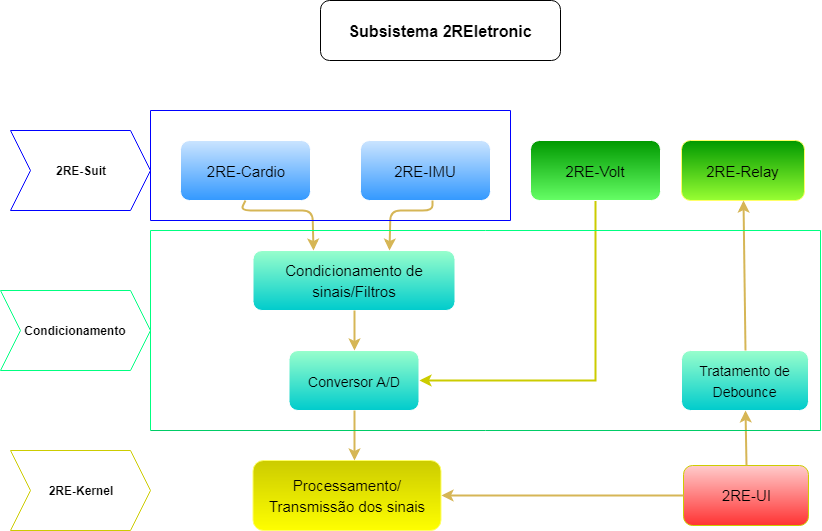 Subsistema 2REletronic
2RE-Suit
2RE-Cardio
2RE-IMU
2RE-Volt
2RE-Relay
Condicionamento de
sinais/Filtros
Condicionamento
Conversor A/D
Tratamento de
Debounce
2RE-Kernel
Processamento/
Transmissão dos sinais
2RE-UI